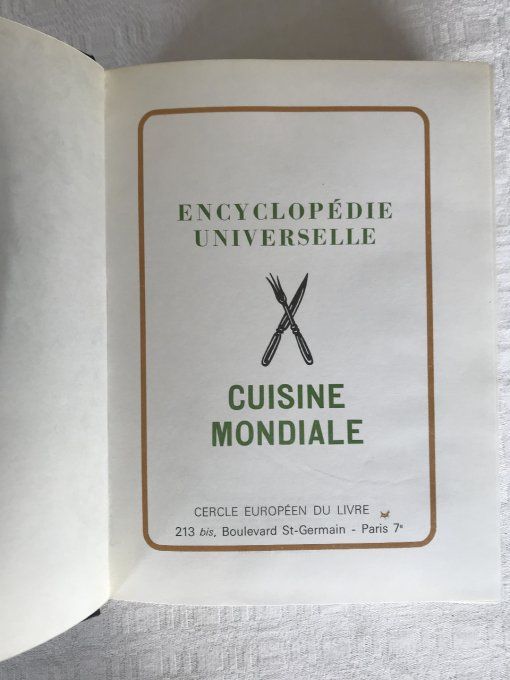 ENCYCLOPÉDIE
UNIVERSELLE
CUISINE
MONDIALE
CERCLE EUROPÉEN DU LIVRE
213 bis, Boulevard St-Germain - Paris 7ᵉ